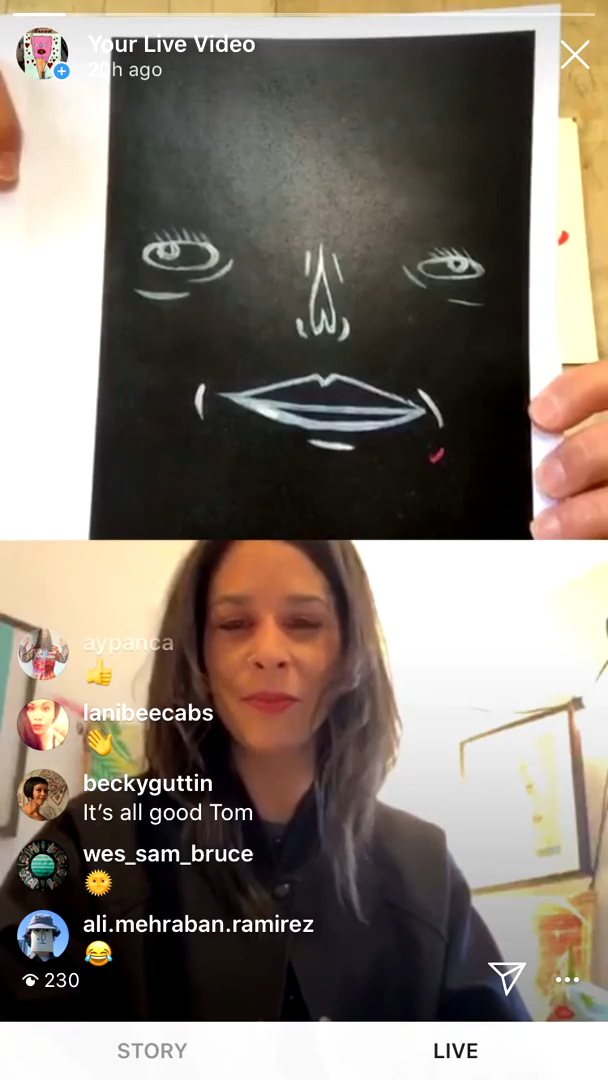 Your Live Video
20h ago
aypanca
👍
lanibeecabs
👋
beckyguttin
It's all good Tom
wes_sam_bruce
🌞
ali.mehraban.ramirez
😂
230
STORY
LIVE